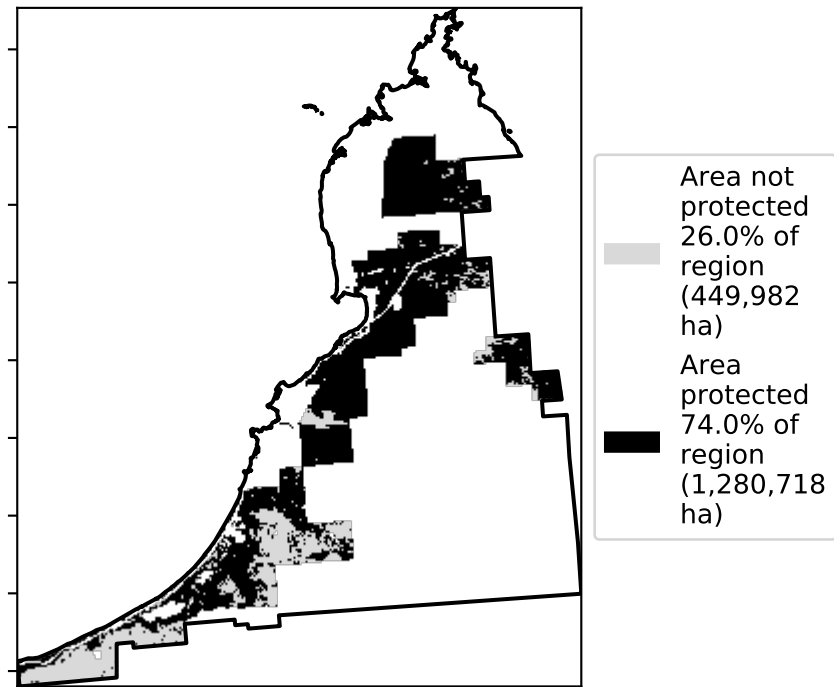 Area not
protected
26.0% of
region
(449,982
ha)
Area
protected
74.0% of
region
(1,280,718
ha)